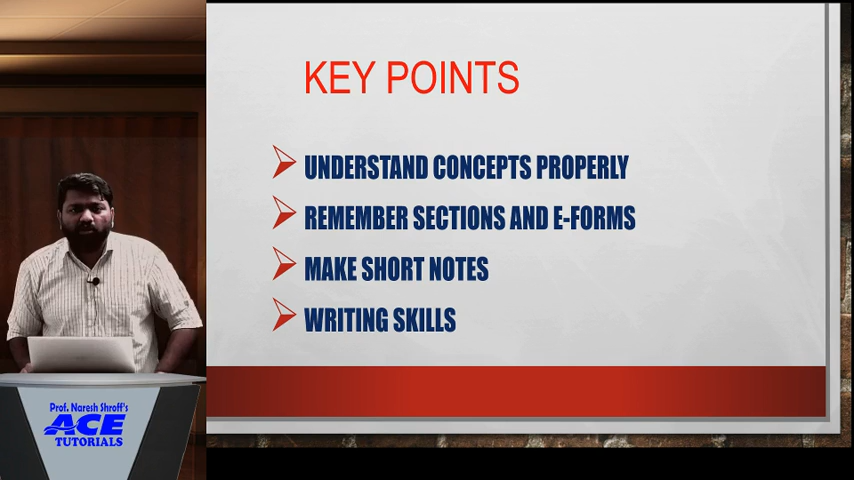 KEY POINTS
UNDERSTAND CONCEPTS PROPERLY
REMEMBER SECTIONS AND E-FORMS
MAKE SHORT NOTES
WRITING SKILLS
Prof. Naresh Shroff's
ACE
TUTORIALS